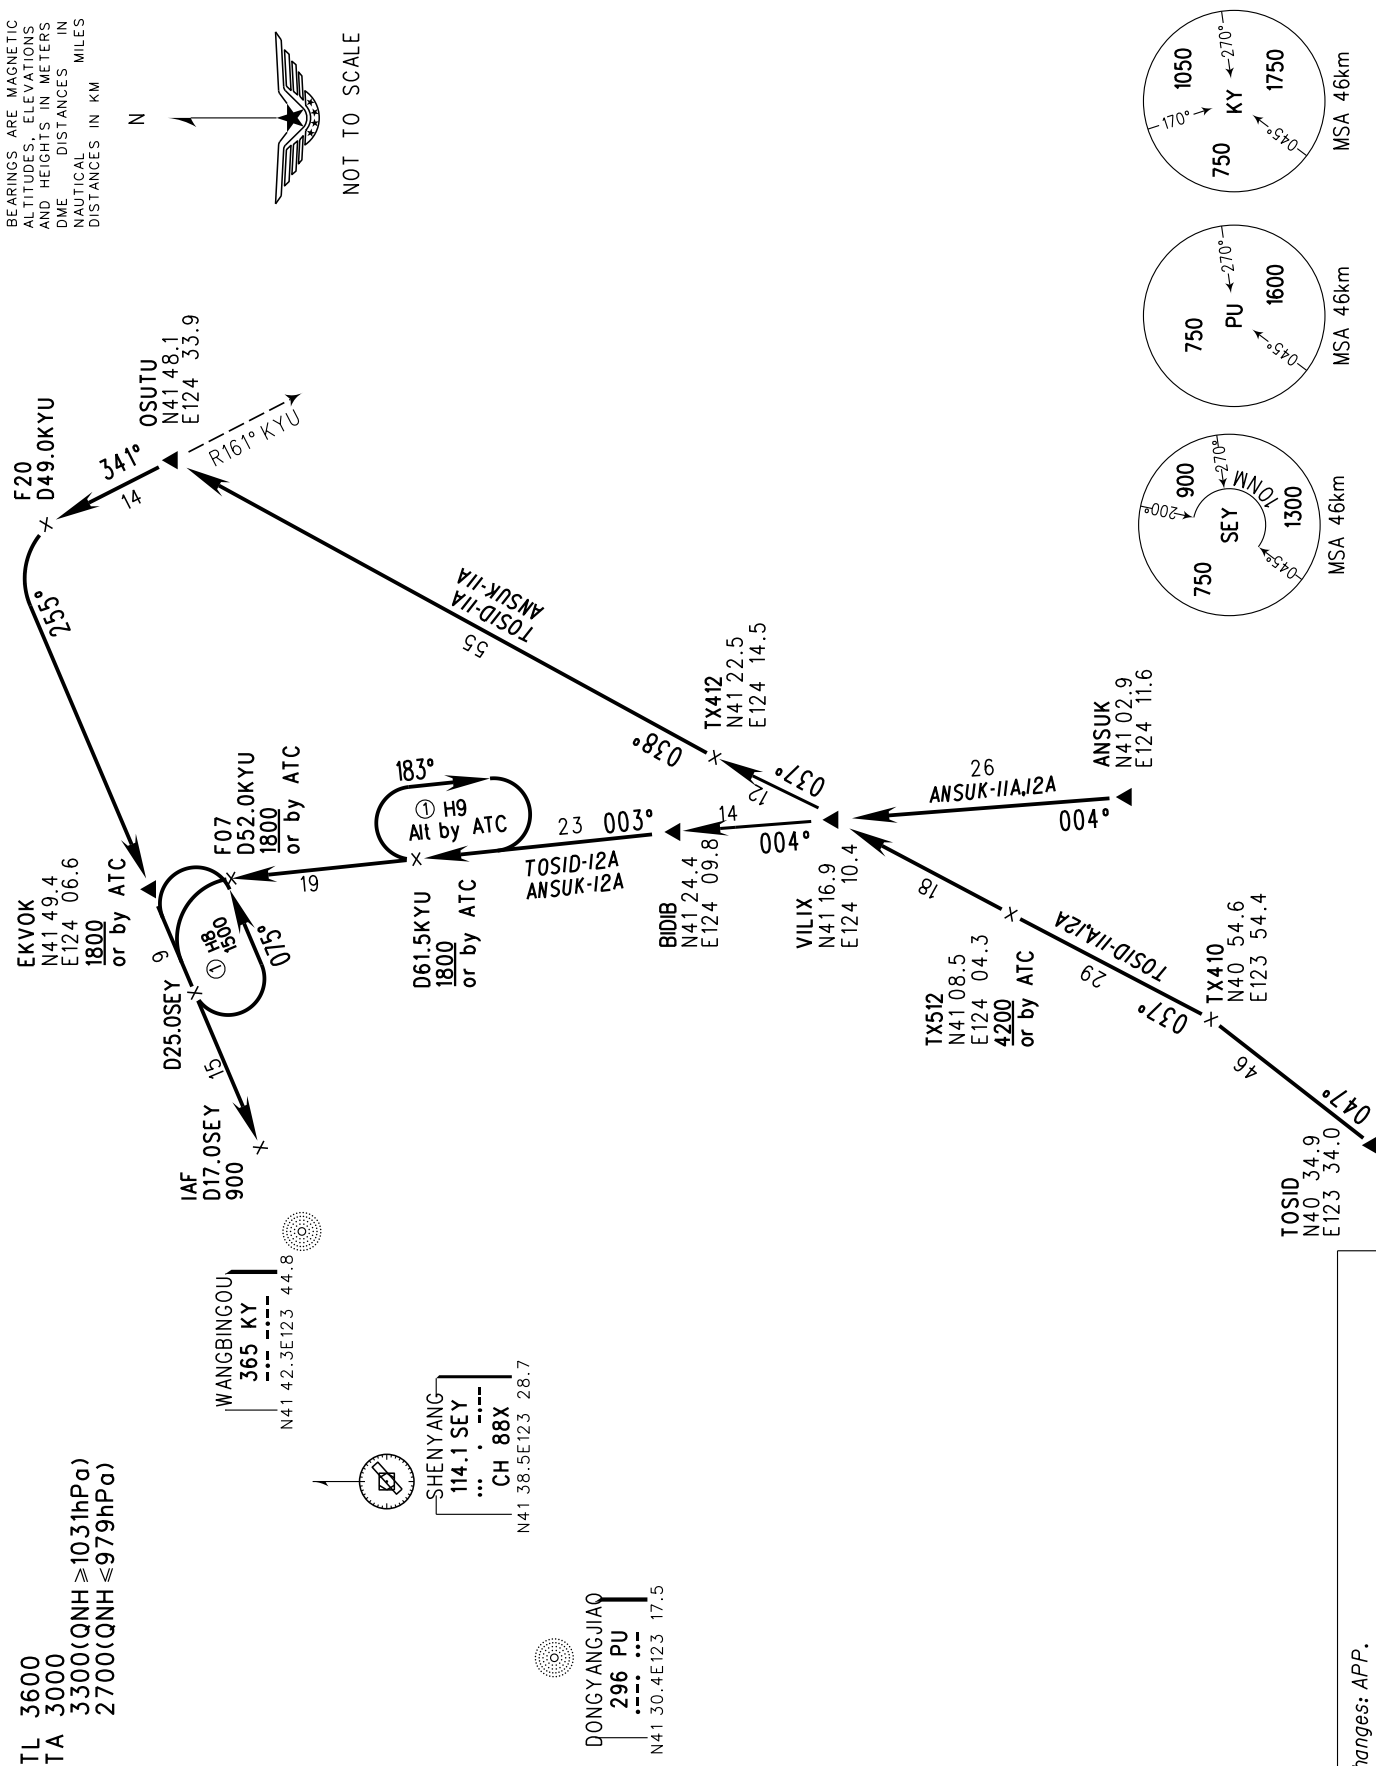 BEARINGS ARE MAGNETIC
ALTITUDES, ELEVATIONS
AND HEIGHTS IN METERS
DME DISTANCES IN
NAUTICAL MILES
DISTANCES IN KM
N
NOT TO SCALE
TL 3600
TA 3000
3300(QNH ≥1031hPa)
2700(QNH ≤979hPa)
F20
D49.0KYU
OSUTU
N41 48.1
E124 33.9
341°
14
R161° KYU
255°
EKVOK
N41 49.4
E124 06.6
1800
or by ATC
9
D25.0SEY
15
IAF
D17.0SEY
900
① H8
1500
075°
F07
D52.0KYU
1800
or by ATC
19
183°
① H9
Alt by ATC
D61.5KYU
1800
or by ATC
23
003°
TOSID-12A
ANSUK-12A
55
TOSID-11A
ANSUK-11A
038°
TX412
N41 22.5
E124 14.5
12
037°
14
004°
BIDIB
N41 24.4
E124 09.8
VILIX
N41 16.9
E124 10.4
26
ANSUK-11A,12A
004°
ANSUK
N41 02.9
E124 11.6
18
TX512
N41 08.5
E124 04.3
4200
or by ATC
29
TOSID-11A,12A
037°
TX410
N40 54.6
E123 54.4
46
047°
TOSID
N40 34.9
E123 34.0
WANGBINGOU
365 KY
N41 42.3E123 44.8
SHENYANG
114.1 SEY
CH 88X
N41 38.5E123 28.7
DONGYANGJIAO
296 PU
N41 30.4E123 17.5
750
170°
1050
KY
270°
1750
045°
MSA 46km
750
PU
270°
1600
045°
MSA 46km
750
200°
900
SEY
270°
10NM
1300
045°
MSA 46km
hanges: APP.